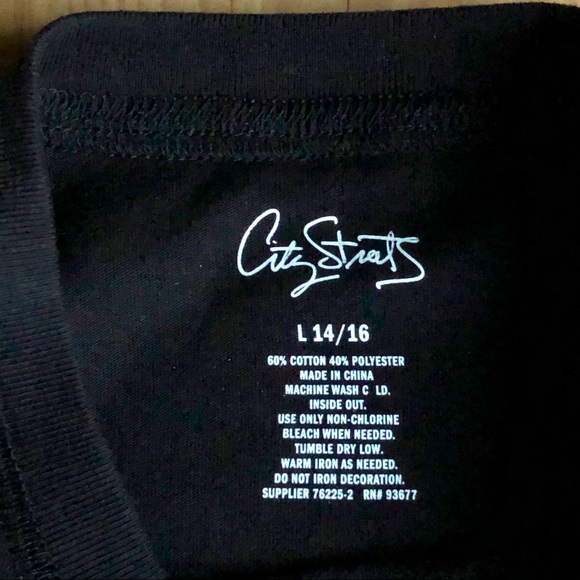 City Streets
L 14/16
60% COTTON 40% POLYESTER
MADE IN CHINA
MACHINE WASH C LD.
INSIDE OUT.
USE ONLY NON-CHLORINE
BLEACH WHEN NEEDED.
TUMBLE DRY LOW.
WARM IRON AS NEEDED.
DO NOT IRON DECORATION.
SUPPLIER 76225-2 RN# 93677